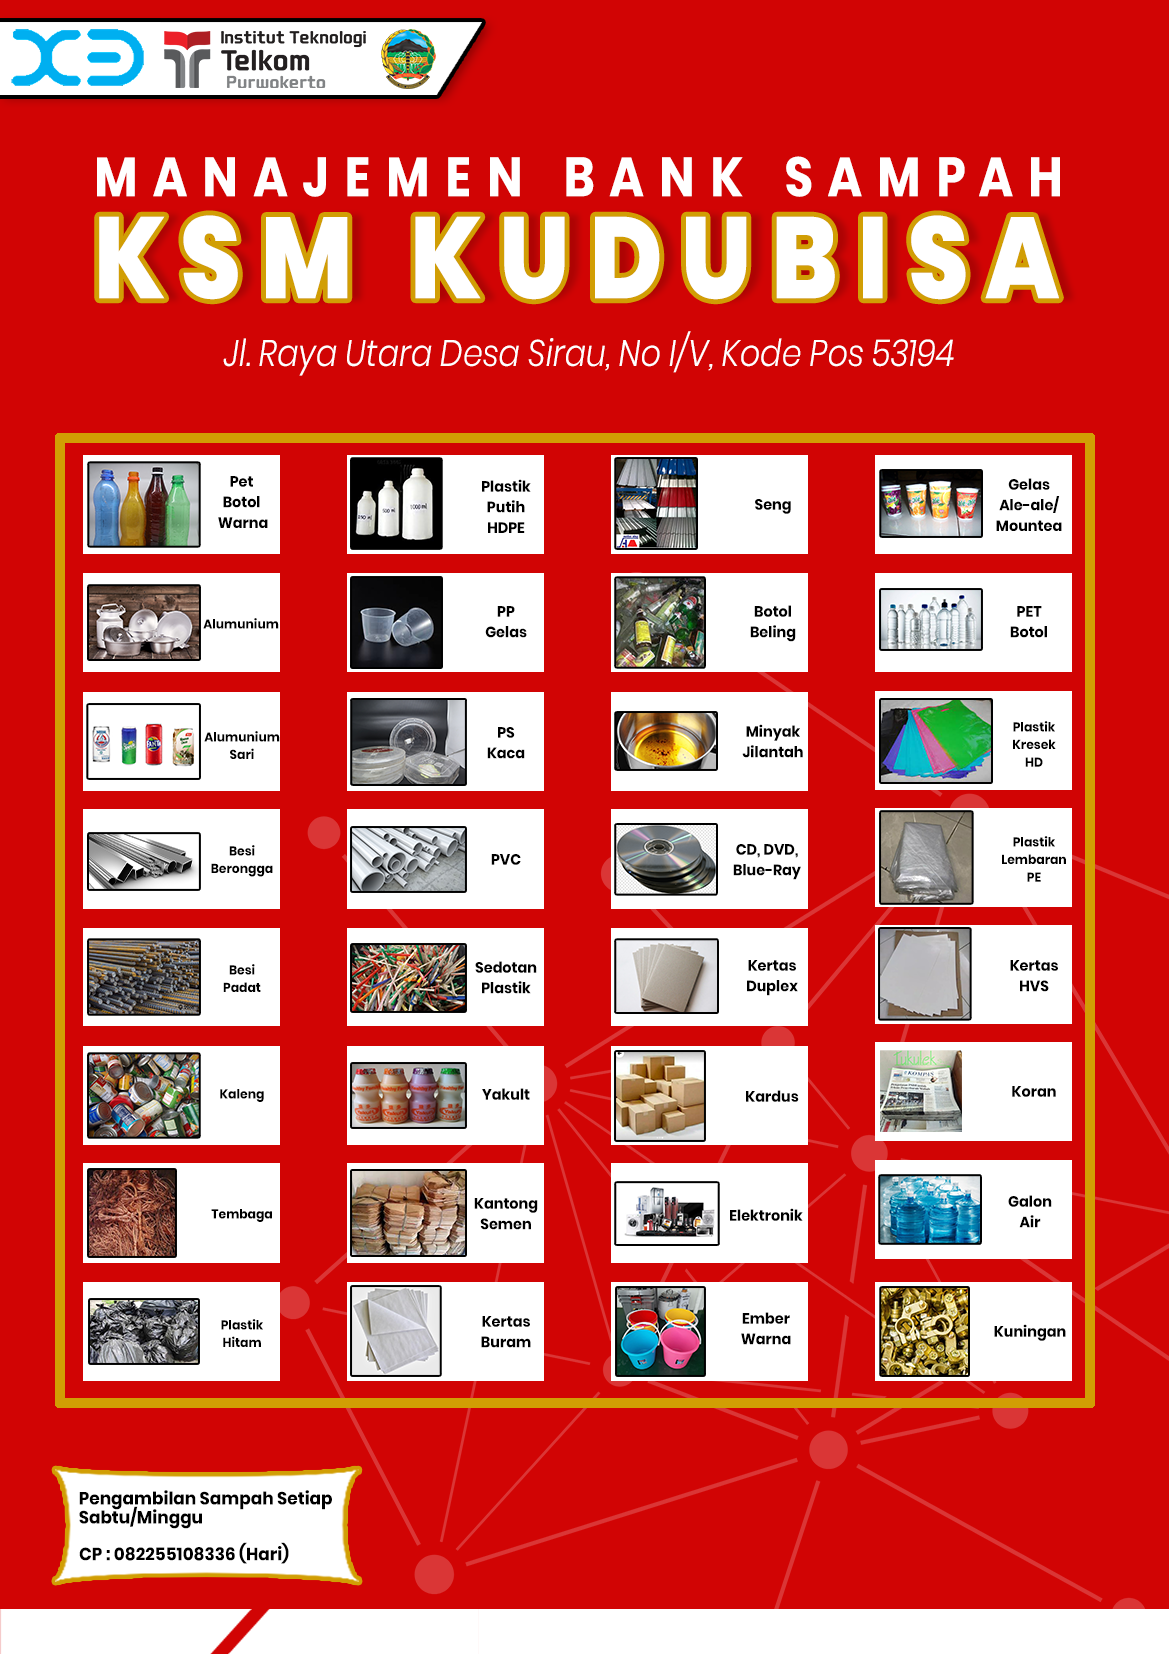 Institut Teknologi
Telkom
Purwokerto
MANAJEMEN BANK SAMPAH
KSM KUDUBISA
Jl. Raya Utara Desa Sirau, No I/V, Kode Pos 53194
Pet
Botol
Warna
Plastik
Putih
HDPE
Seng
Gelas
Ale-ale/
Mountea
Alumunium
PP
Gelas
Botol
Beling
PET
Botol
Alumunium
Sari
PS
Kaca
Minyak
Jilantah
Plastik
Kresek
HD
Besi
Berongga
PVC
CD, DVD,
Blue-Ray
Plastik
Lembaran
PE
Besi
Padat
Sedotan
Plastik
Kertas
Duplex
Kertas
HVS
Kaleng
Yakult
Kardus
KOMPAS
Koran
Tembaga
Kantong
Semen
Elektronik
Galon
Air
Plastik
Hitam
Kertas
Buram
Ember
Warna
Kuningan
Pengambilan Sampah Setiap
Sabtu/Minggu
CP : 082255108336 (Hari)